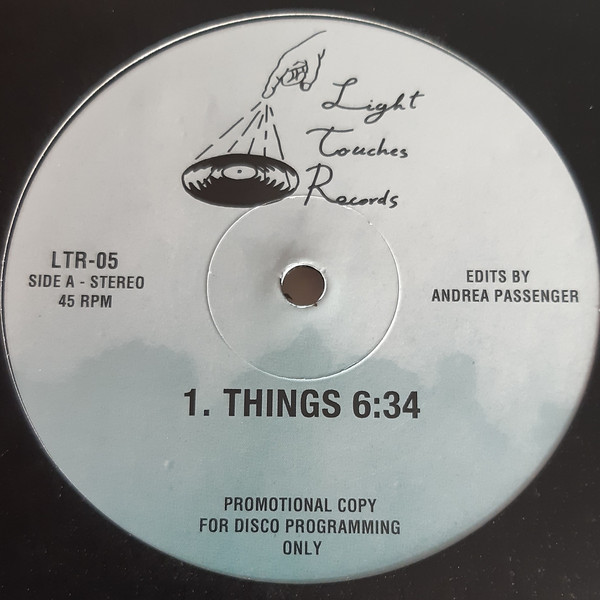 Light
Touches
Records
LTR-05
SIDE A - STEREO
45 RPM
EDITS BY
ANDREA PASSENGER
1. THINGS 6:34
PROMOTIONAL COPY
FOR DISCO PROGRAMMING
ONLY